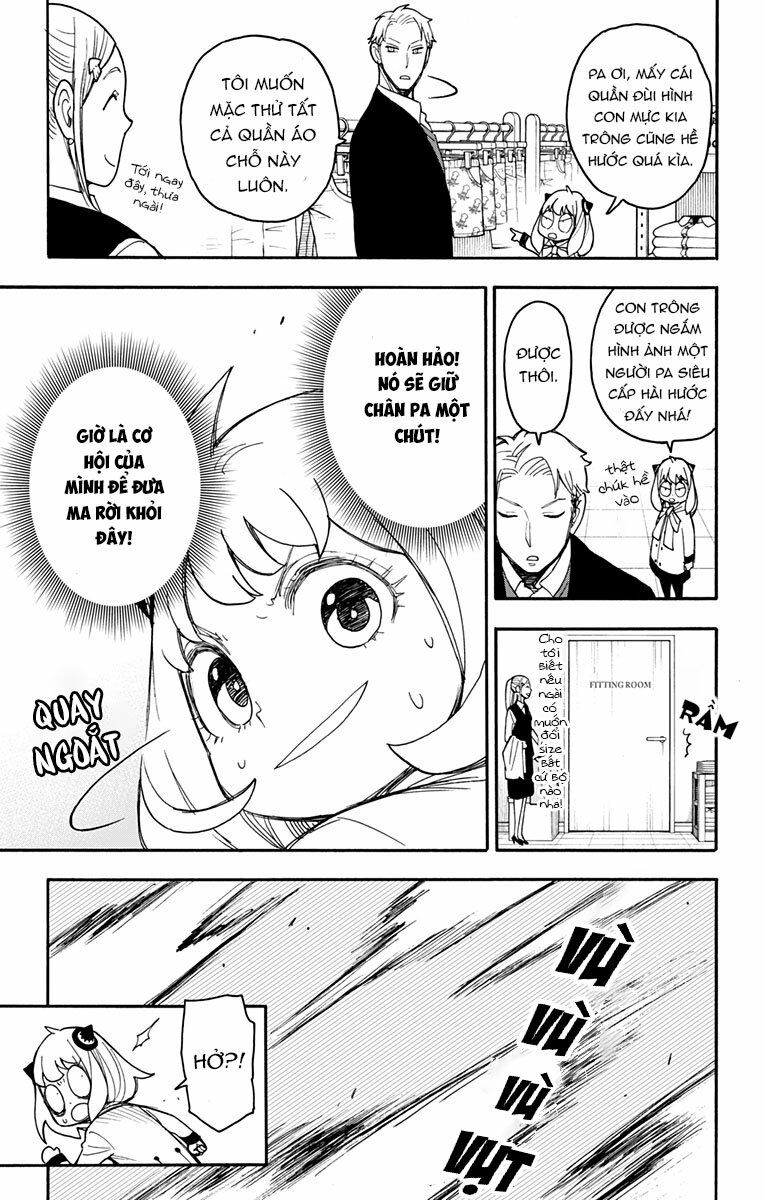 PA ƠI, MẤY CÁI
QUẦN ĐÙI HÌNH
CON MỰC KIA
TRÔNG CŨNG HỀ
HƯỚC QUÁ KÌA.
TÔI MUỐN
MẶC THỬ TẤT
CẢ QUẦN ÁO
CHỖ NÀY
LUÔN.
Tới ngay
đây, thưa
ngài!
CON TRÔNG
ĐƯỢC NGẮM
HÌNH ẢNH MỘT
NGƯỜI PA SIÊU
CẤP HÀI HƯỚC
ĐẤY NHÁ!
thật
chúk hề
vào
ĐƯỢC
THÔI.
Cho
tôi
biết
nếu
ngài
có
muốn
đổi
size
bất
cứ bộ
nào
nhá!
FITTING ROOM
RẦM
HOÀN HẢO!
NÓ SẼ GIỮ
CHÂN PA MỘT
CHÚT!
GIỜ LÀ CƠ
HỘI CỦA
MÌNH ĐỂ ĐƯA
MA RỜI KHỎI
ĐÂY!
QUAY
NGOẮT
VÙ
VÙ
VÙ
VỤT
HỞ?!